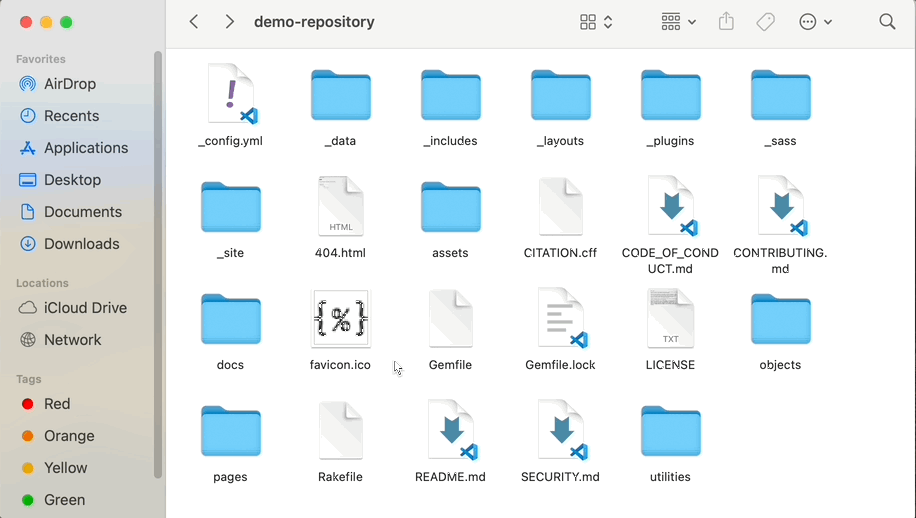 demo-repository
Favorites
AirDrop
Recents
Applications
Desktop
Documents
Downloads
Locations
iCloud Drive
Network
Tags
Red
Orange
Yellow
Green
_config.yml
_data
_includes
_layouts
_plugins
_sass
_site
HTML
404.html
assets
CITATION.cff
CODE_OF_COND
UCT.md
CONTRIBUTING.
md
docs
{%}
favicon.ico
Gemfile
Gemfile.lock
TXT
LICENSE
objects
pages
Rakefile
README.md
SECURITY.md
utilities